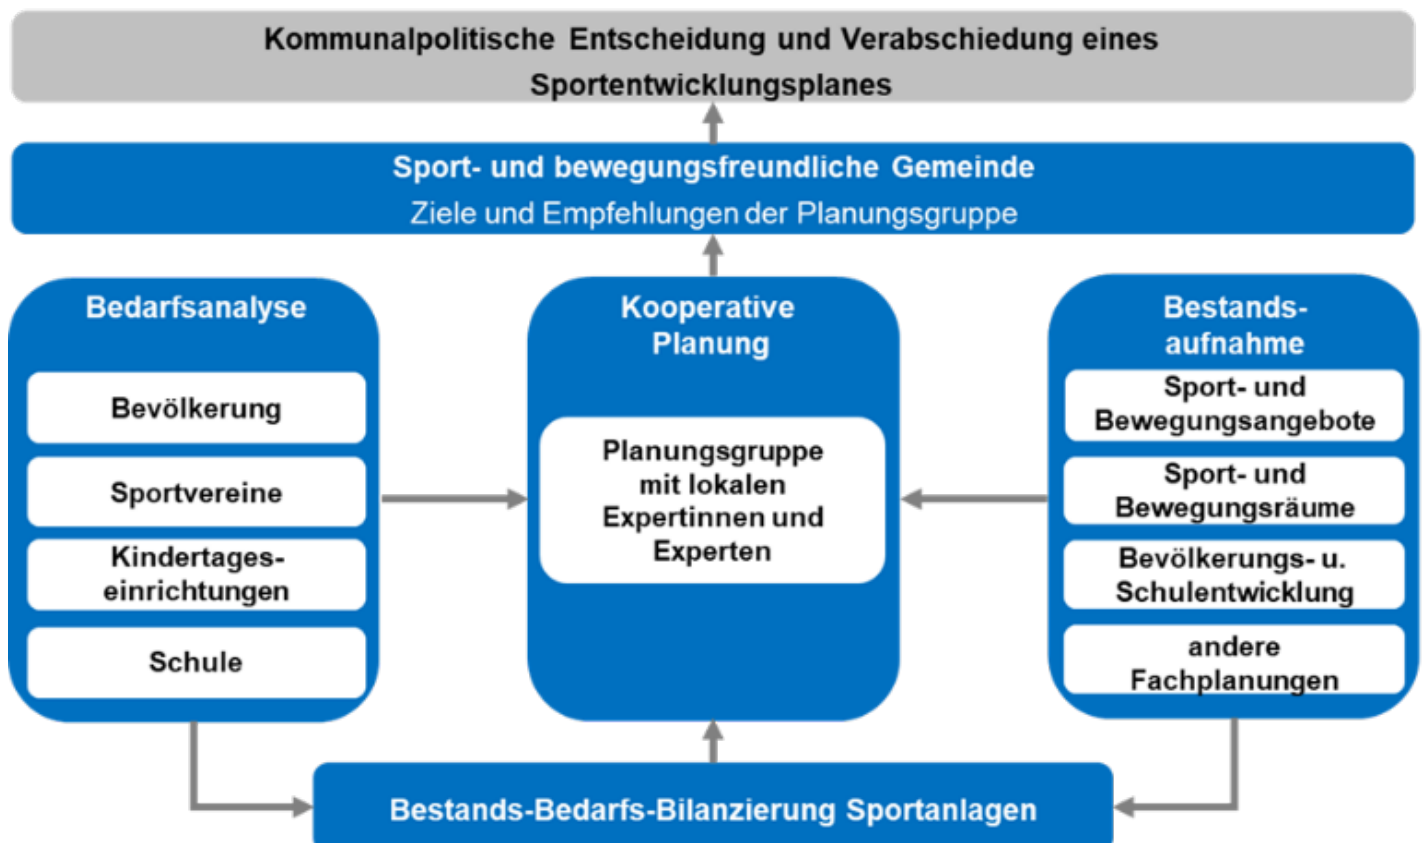 Kommunalpolitische Entscheidung und Verabschiedung eines
Sportentwicklungsplanes
Sport- und bewegungsfreundliche Gemeinde
Ziele und Empfehlungen der Planungsgruppe
Bedarfsanalyse
Bevölkerung
Sportvereine
Kindertages-
einrichtungen
Schule
Kooperative
Planung
Planungsgruppe
mit lokalen
Expertinnen und
Experten
Bestands-
aufnahme
Sport- und
Bewegungsangebote
Sport- und
Bewegungsräume
Bevölkerungs- u.
Schulentwicklung
andere
Fachplanungen
Bestands-Bedarfs-Bilanzierung Sportanlagen